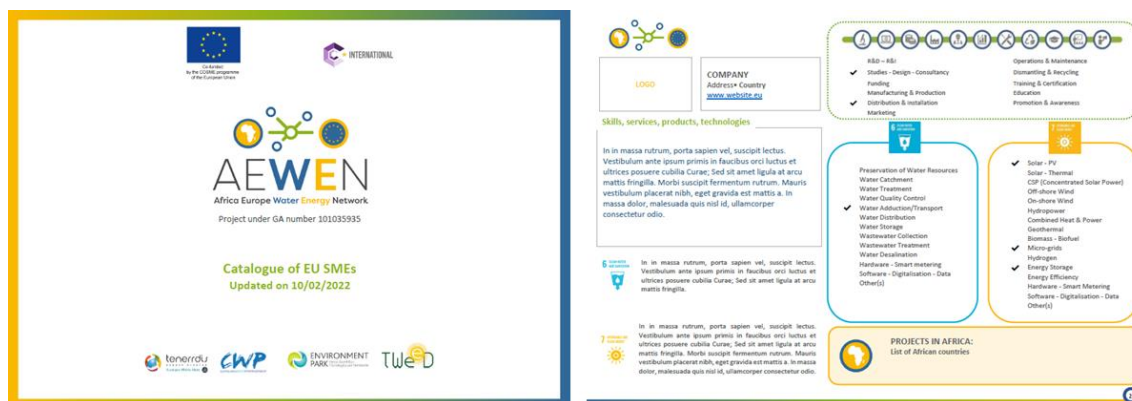 Co-funded
by the COSME programme
of the European Union
INTERNATIONAL
AEWEN
Africa Europe Water Energy Network
Project under GA number 101035935
Catalogue of EU SMEs
Updated on 10/02/2022
tenerrdu
CWP
ENVIRONMENT
PARK
TWeeD
LOGO
COMPANY
Address• Country
www.website.eu
Skills, services, products, technologies
In in massa rutrum, porta sapien vel, suscipit lectus.
Vestibulum ante ipsum primis in faucibus orci luctus et
ultrices posuere cubilia Curae; Sed sit amet ligula at arcu
mattis fringilla. Morbi suscipit fermentum rutrum. Mauris
vestibulum placerat nibh, eget gravida est mattis a. In
massa dolor, malesuada quis nisl id, ullamcorper
consectetur odio.
6
In in massa rutrum, porta sapien vel, suscipit lectus.
Vestibulum ante ipsum primis in faucibus orci luctus et
ultrices posuere cubilia Curae; Sed sit amet ligula at arcu
mattis fringilla.
7
In in massa rutrum, porta sapien vel, suscipit lectus.
Vestibulum ante ipsum primis in faucibus orci luctus et
ultrices posuere cubilia Curae; Sed sit amet ligula at arcu
mattis fringilla. Morbi suscipit fermentum rutrum. Mauris
vestibulum placerat nibh, eget gravida est mattis a. In massa
dolor, malesuada quis nisl id, ullamcorper consectetur odio.
R&D – R&I
Studies - Design - Consultancy
Funding
Manufacturing & Production
Distribution & Installation
Marketing
Operations & Maintenance
Dismantling & Recycling
Training & Certification
Education
Promotion & Awareness
6
Preservation of Water Resources
Water Catchment
Water Treatment
Water Quality Control
Water Adduction/Transport
Water Distribution
Water Storage
Wastewater Collection
Wastewater Treatment
Water Desalination
Hardware - Smart metering
Software - Digitalisation - Data
Other(s)
7
Solar - PV
Solar - Thermal
CSP (Concentrated Solar Power)
Off-shore Wind
On-shore Wind
Hydropower
Combined Heat & Power
Geothermal
Biomass - Biofuel
Micro-grids
Hydrogen
Energy Storage
Energy Efficiency
Hardware - Smart Metering
Software - Digitalisation - Data
Other(s)
PROJECTS IN AFRICA:
List of African countries